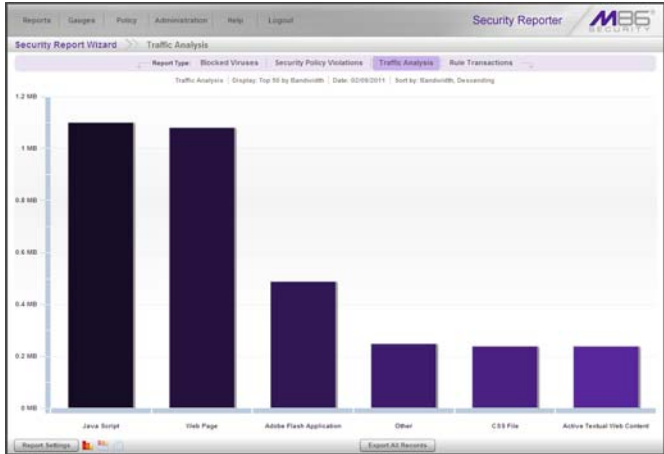 Reports Gauges Policy Administration Help Logout
Security Reporter
M86
SECURITY
Security Report Wizard Traffic Analysis
Report Type: Blocked Viruses Security Policy Violations Traffic Analysis Rule Transactions
Traffic Analysis | Display: Top 50 by Bandwidth | Date: 02/09/2011 | Sort by: Bandwidth, Descending
1.2 MB
1 MB
0.8 MB
0.6 MB
0.4 MB
0.2 MB
0 MB
Java Script Web Page Adobe Flash Application Other CSS File Active Textual Web Content
Report Settings Export All Records